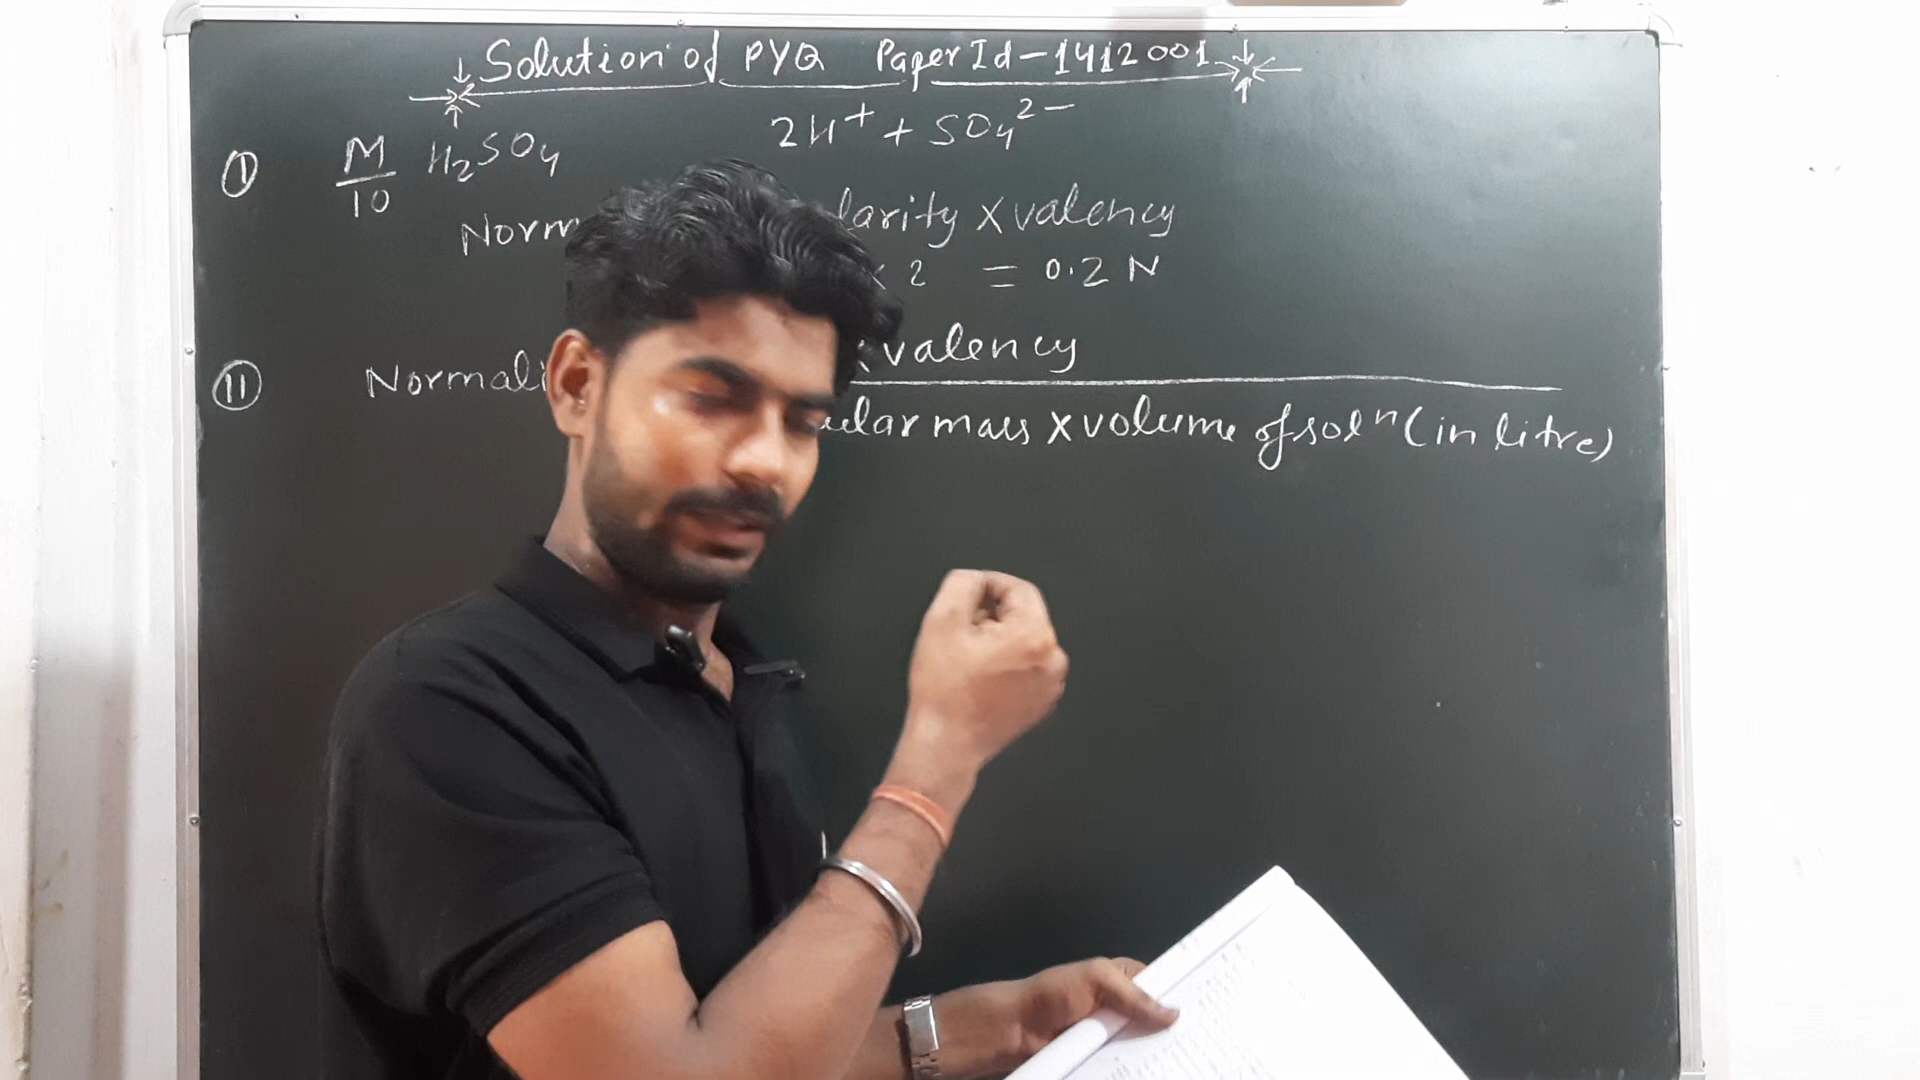 Solution of PYQ Paper Id-1412001
2H⁺ + SO₄²⁻
① M/10 H₂SO₄
Norm larity x valency
x 2 = 0.2 N
x valency
⑪ Normali
cular mass x volume of solⁿ (in litre)